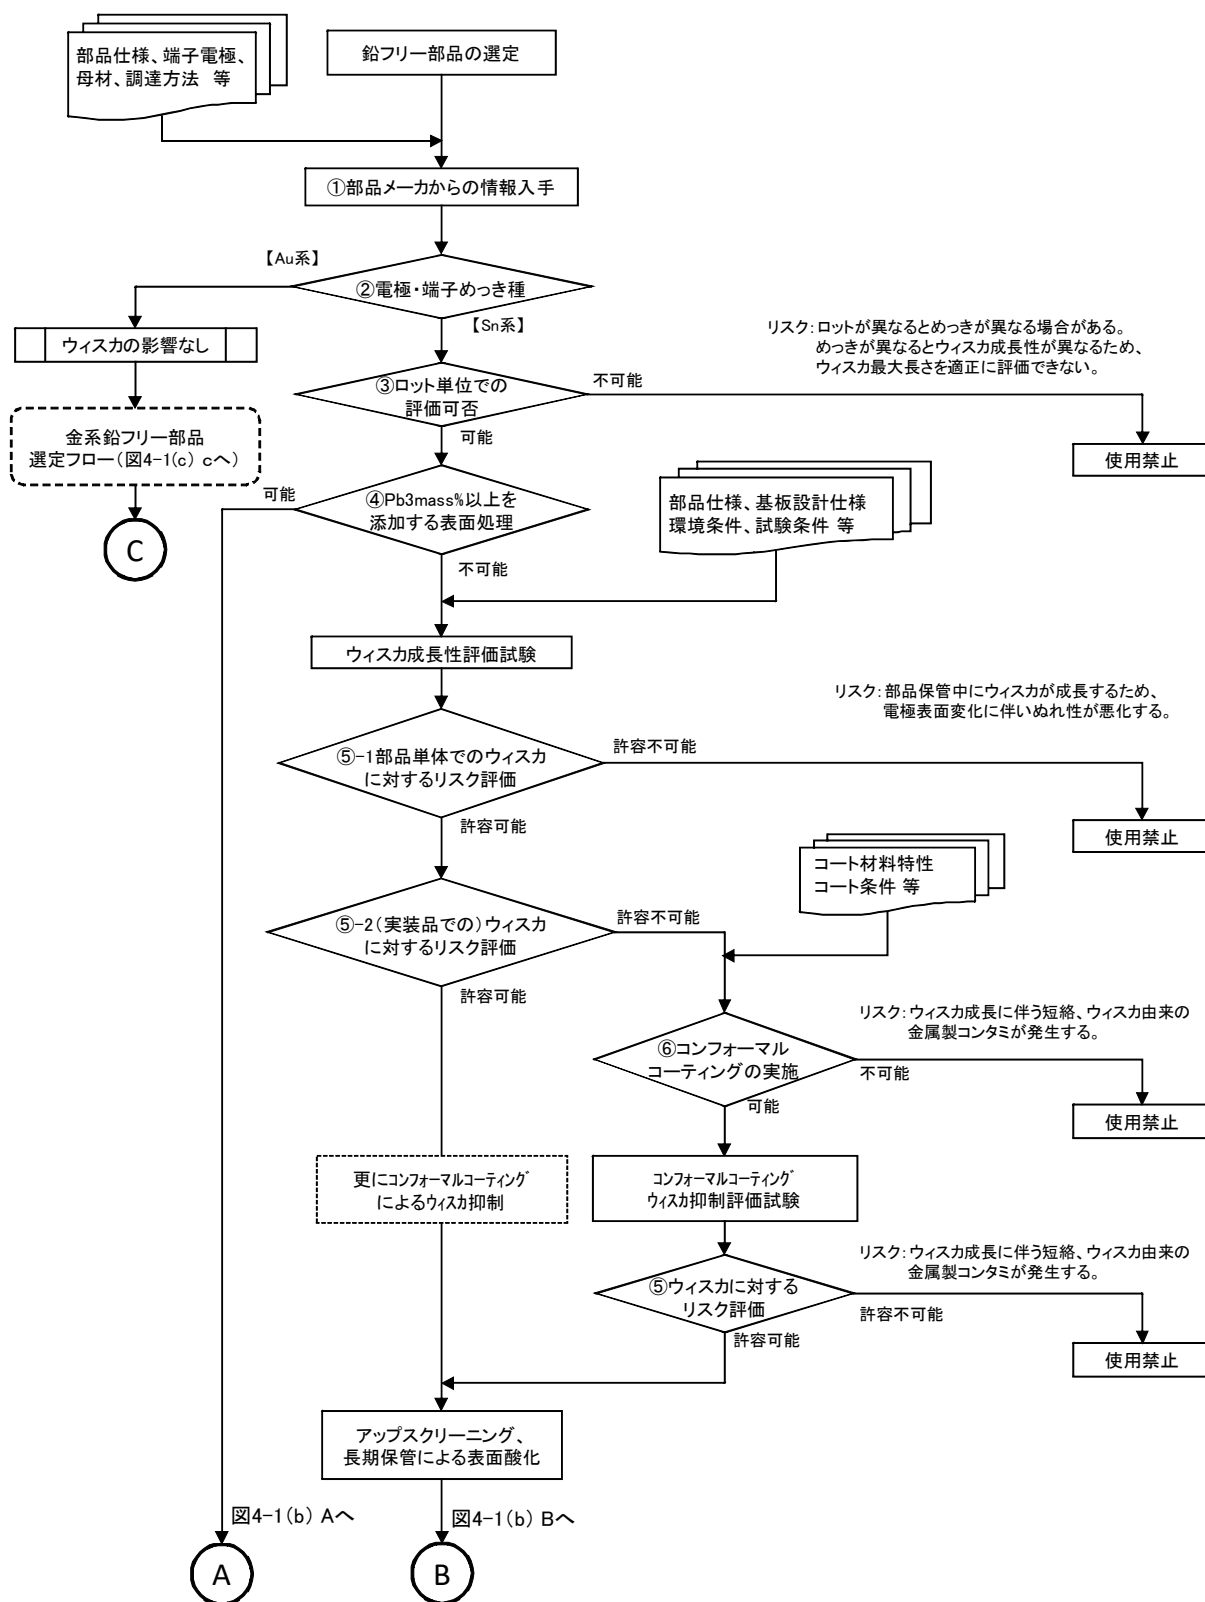 部品仕様、端子電極、
母材、調達方法 等
鉛フリー部品の選定
①部品メーカからの情報入手
【Au系】
②電極・端子めっき種
【Sn系】
ウィスカの影響なし
リスク：ロットが異なるとめっきが異なる場合がある。
めっきが異なるとウィスカ成長性が異なるため、
ウィスカ最大長さを適正に評価できない。
③ロット単位での
評価可否
不可能
可能
使用禁止
金系鉛フリー部品
選定フロー（図4-1(c) cへ）
C
可能
④Pb3mass%以上を
添加する表面処理
不可能
部品仕様、基板設計仕様
環境条件、試験条件 等
ウィスカ成長性評価試験
リスク：部品保管中にウィスカが成長するため、
電極表面変化に伴いぬれ性が悪化する。
⑤-1部品単体でのウィスカ
に対するリスク評価
許容不可能
許容可能
使用禁止
コート材料特性
コート条件 等
⑤-2（実装品での）ウィスカ
に対するリスク評価
許容不可能
許容可能
リスク：ウィスカ成長に伴う短絡、ウィスカ由来の
金属製コンタミが発生する。
⑥コンフォーマル
コーティングの実施
不可能
可能
使用禁止
更にコンフォーマルコーティング
によるウィスカ抑制
コンフォーマルコーティング
ウィスカ抑制評価試験
リスク：ウィスカ成長に伴う短絡、ウィスカ由来の
金属製コンタミが発生する。
⑤ウィスカに対する
リスク評価
許容不可能
許容可能
使用禁止
アップスクリーニング、
長期保管による表面酸化
図4-1(b) Aへ
図4-1(b) Bへ
A
B